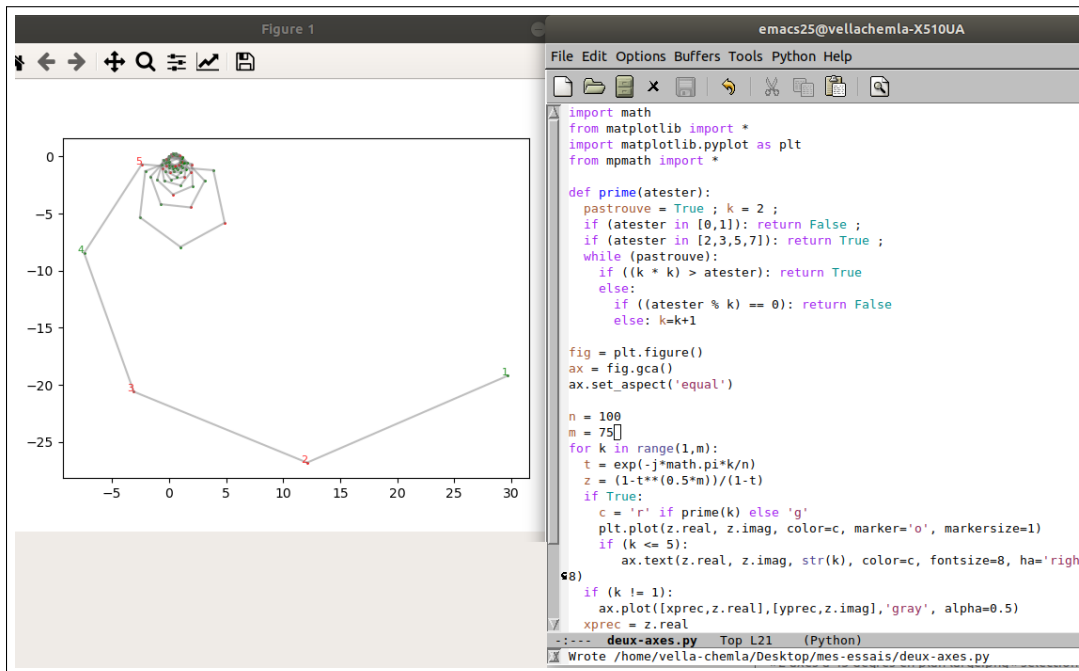 Figure 1
5
4
3
2
1
0
−5
−10
−15
−20
−25
−5
0
5
10
15
20
25
30
emacs25@vellachemla-X510UA
File Edit Options Buffers Tools Python Help
import math
from matplotlib import *
import matplotlib.pyplot as plt
from mpmath import *
def prime(atester):
  pastrouve = True ; k = 2 ;
  if (atester in [0,1]): return False ;
  if (atester in [2,3,5,7]): return True ;
  while (pastrouve):
    if ((k * k) > atester): return True
    else:
      if ((atester % k) == 0): return False
      else: k=k+1
fig = plt.figure()
ax = fig.gca()
ax.set_aspect('equal')
n = 100
m = 75
for k in range(1,m):
  t = exp(-j*math.pi*k/n)
  z = (1-t**(0.5*m))/(1-t)
  if True:
    c = 'r' if prime(k) else 'g'
    plt.plot(z.real, z.imag, color=c, marker='o', markersize=1)
    if (k <= 5):
       ax.text(z.real, z.imag, str(k), color=c, fontsize=8, ha='righ
8)
  if (k != 1):
    ax.plot([xprec,z.real],[yprec,z.imag],'gray', alpha=0.5)
  xprec = z.real
-:--- deux-axes.py Top L21 (Python)
Wrote /home/vella-chemla/Desktop/mes-essais/deux-axes.py